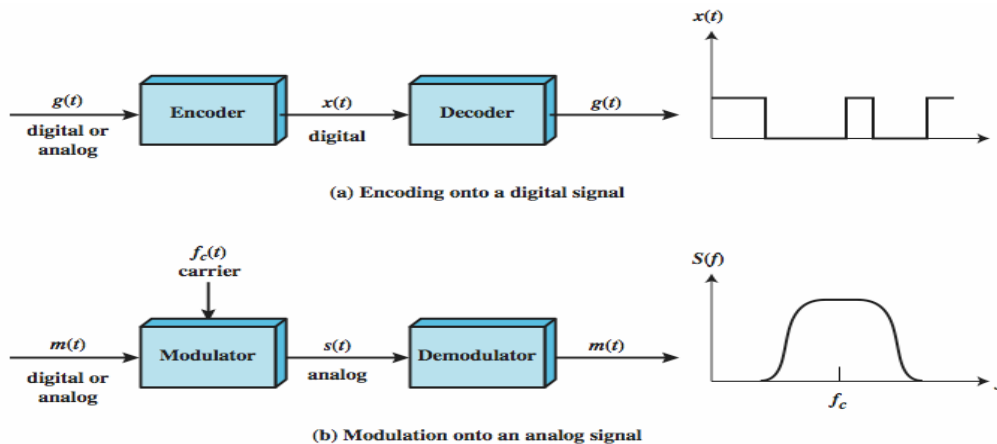 x(t)
g(t)
Encoder
x(t)
Decoder
g(t)
digital or
analog
digital
(a) Encoding onto a digital signal
f_c(t)
carrier
S(f)
m(t)
Modulator
s(t)
Demodulator
m(t)
digital or
analog
analog
f_c
(b) Modulation onto an analog signal